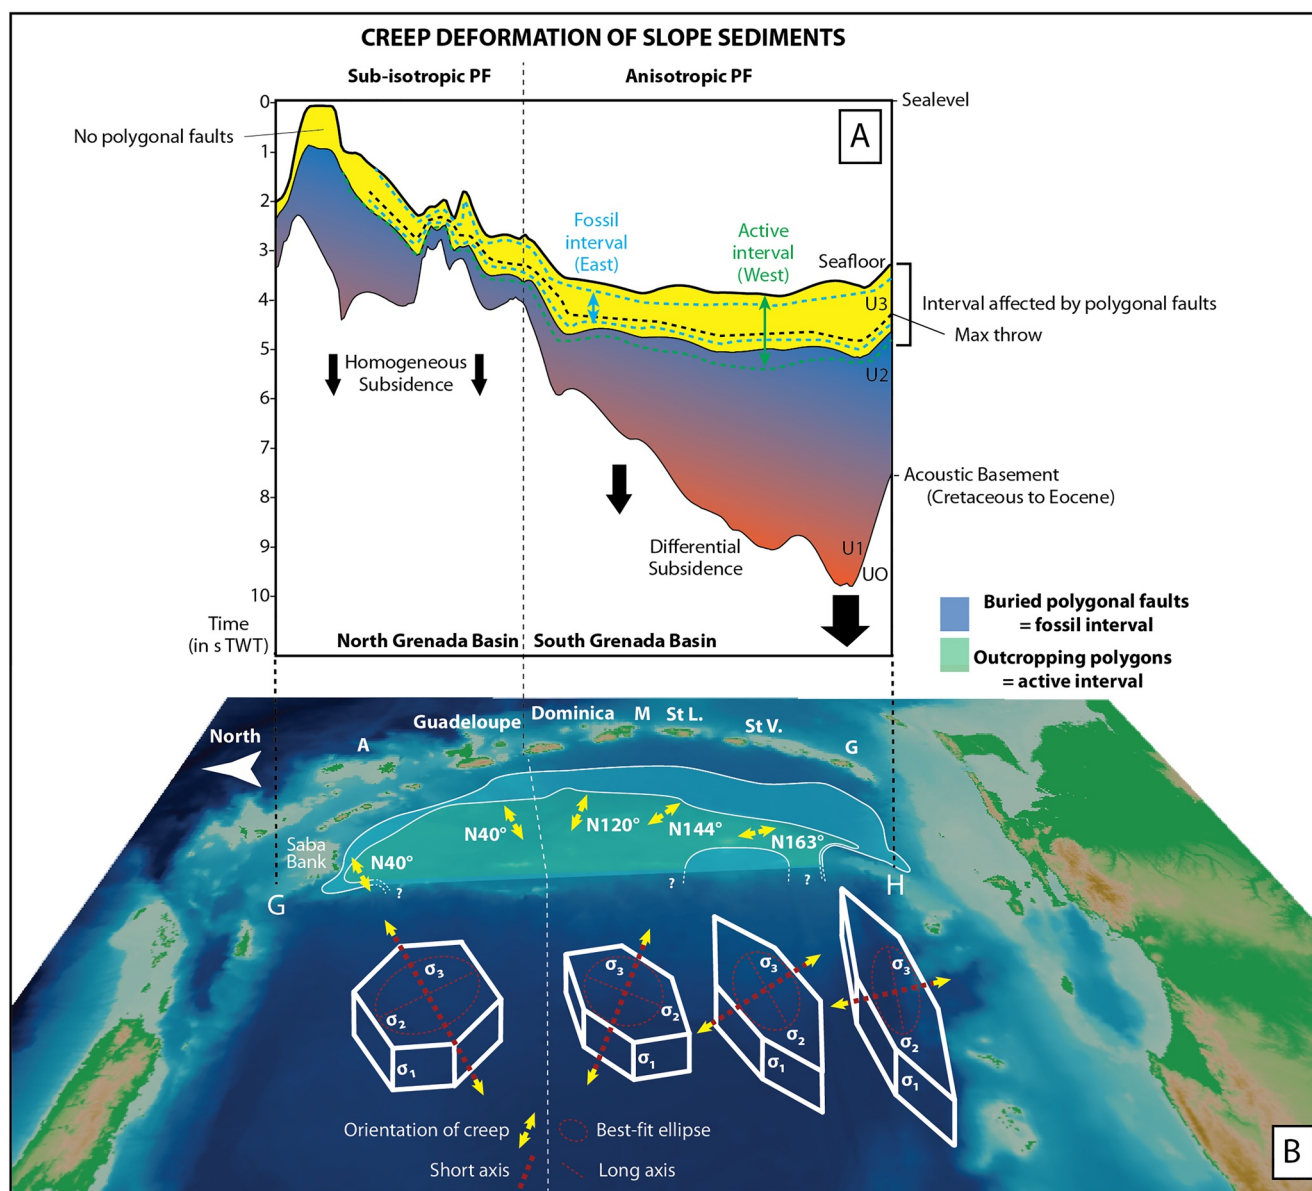 CREEP DEFORMATION OF SLOPE SEDIMENTS
Sub-isotropic PF
Anisotropic PF
0
Sealevel
No polygonal faults
A
1
2
3
4
5
6
7
8
9
10
Fossil
interval
(East)
Active
interval
(West)
Seafloor
U3
Interval affected by polygonal faults
Max throw
U2
Homogeneous
Subsidence
Acoustic Basement
(Cretaceous to Eocene)
Differential
Subsidence
U1
UO
Time
(in s TWT)
North Grenada Basin
South Grenada Basin
Buried polygonal faults
= fossil interval
Outcropping polygons
= active interval
North
A
Guadeloupe
Dominica
M
St L.
St V.
G
Saba
Bank
N40°
N40°
N120°
N144°
N163°
?
?
?
G
H
σ3
σ2
σ1
σ3
σ2
σ1
σ3
σ2
σ1
σ3
σ2
σ1
Orientation of creep
Best-fit ellipse
Short axis
Long axis
B